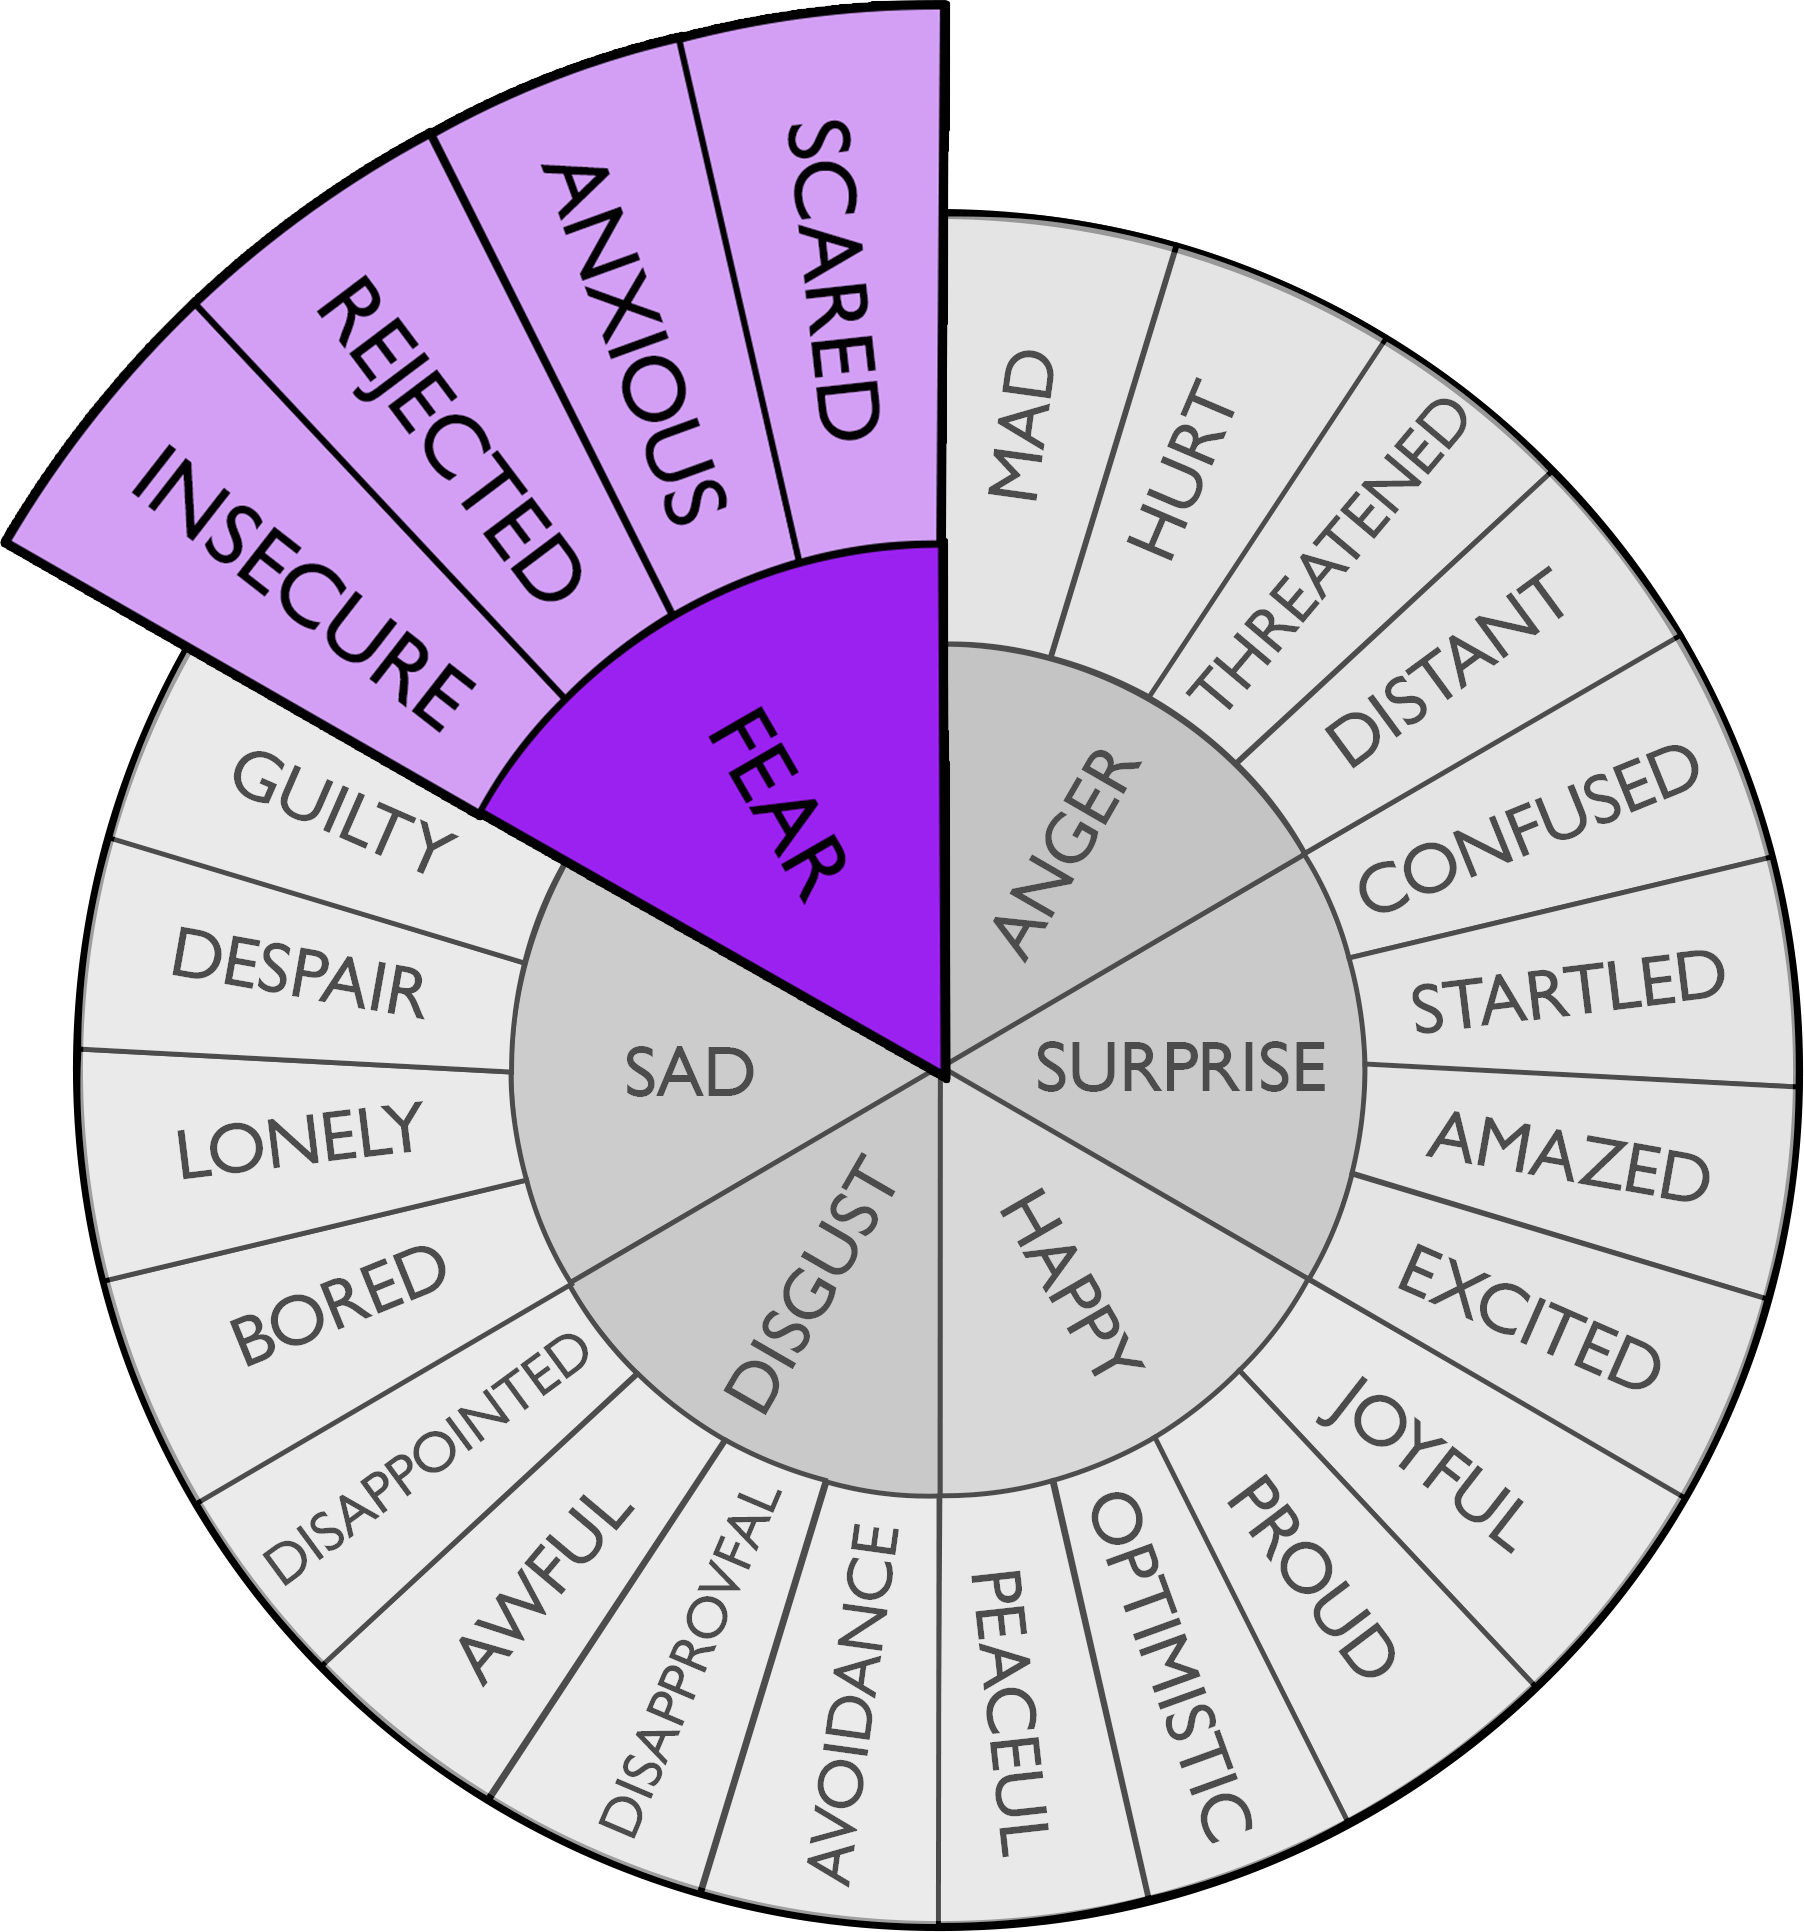 SCARED
ANXIOUS
REJECTED
INSECURE
FEAR
MAD
HURT
THREATENED
DISTANT
ANGER
CONFUSED
STARTLED
AMAZED
EXCITED
SURPRISE
JOYFUL
PROUD
OPTIMISTIC
PEACEFUL
HAPPY
AVOIDANCE
DISAPPROVFAL
AWFUL
DISAPPOINTED
DISGUST
BORED
LONELY
DESPAIR
GUILTY
SAD